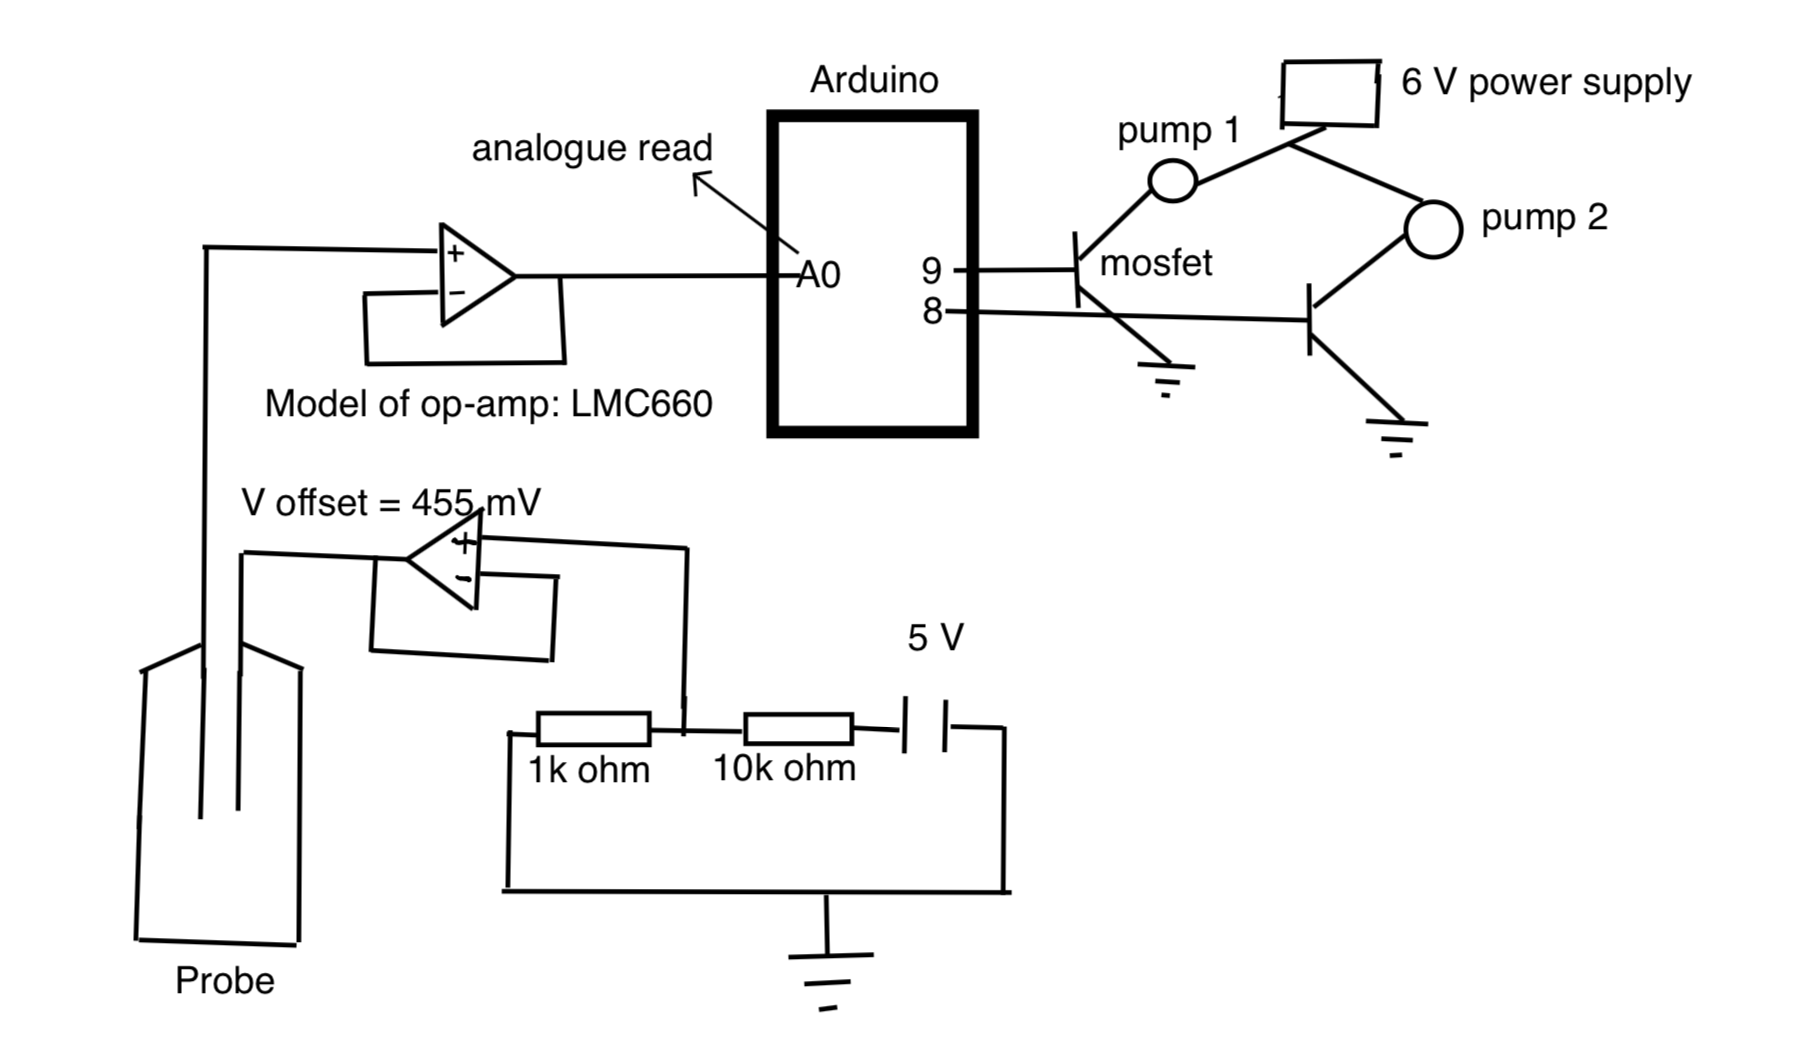 Arduino
6 V power supply
pump 1
analogue read
pump 2
+
−
A0
9
mosfet
8
Model of op-amp: LMC660
V offset = 455 mV
+
−
5 V
1k ohm
10k ohm
Probe